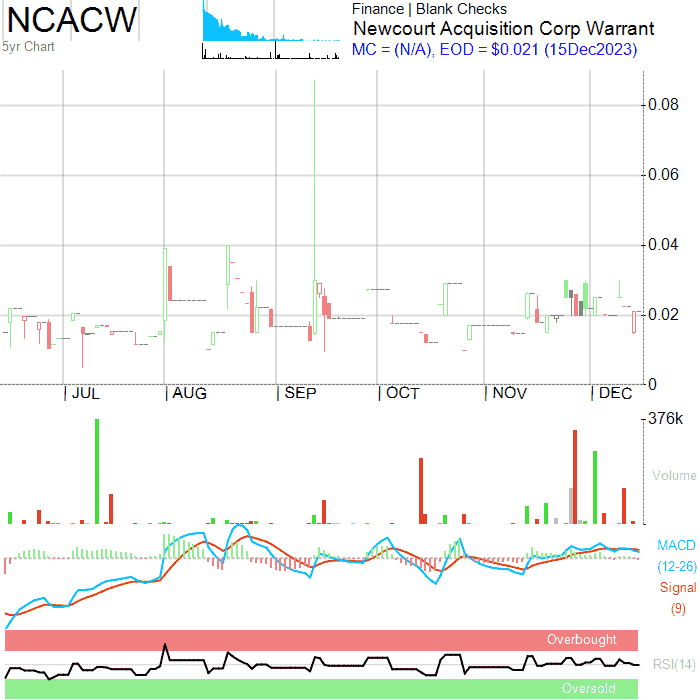 NCACW
5yr Chart
Finance | Blank Checks
Newcourt Acquisition Corp Warrant
MC = (N/A), EOD = $0.021 (15Dec2023)
0.08
0.06
0.04
0.02
0
JUL AUG SEP OCT NOV DEC
376k
Volume
MACD
(12-26)
Signal
(9)
Overbought
RSI(14)
Oversold